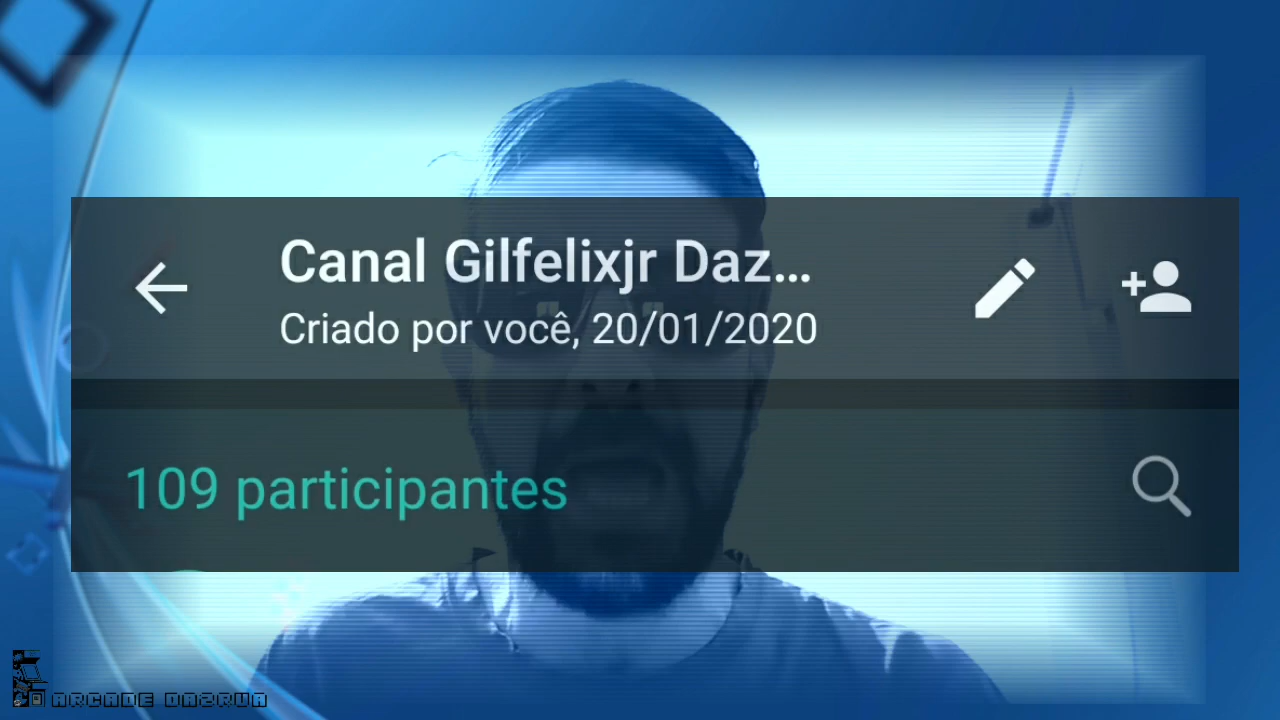 Canal Gilfelixjr Daz...
Criado por você, 20/01/2020
109 participantes
ARCADE DAZRUA